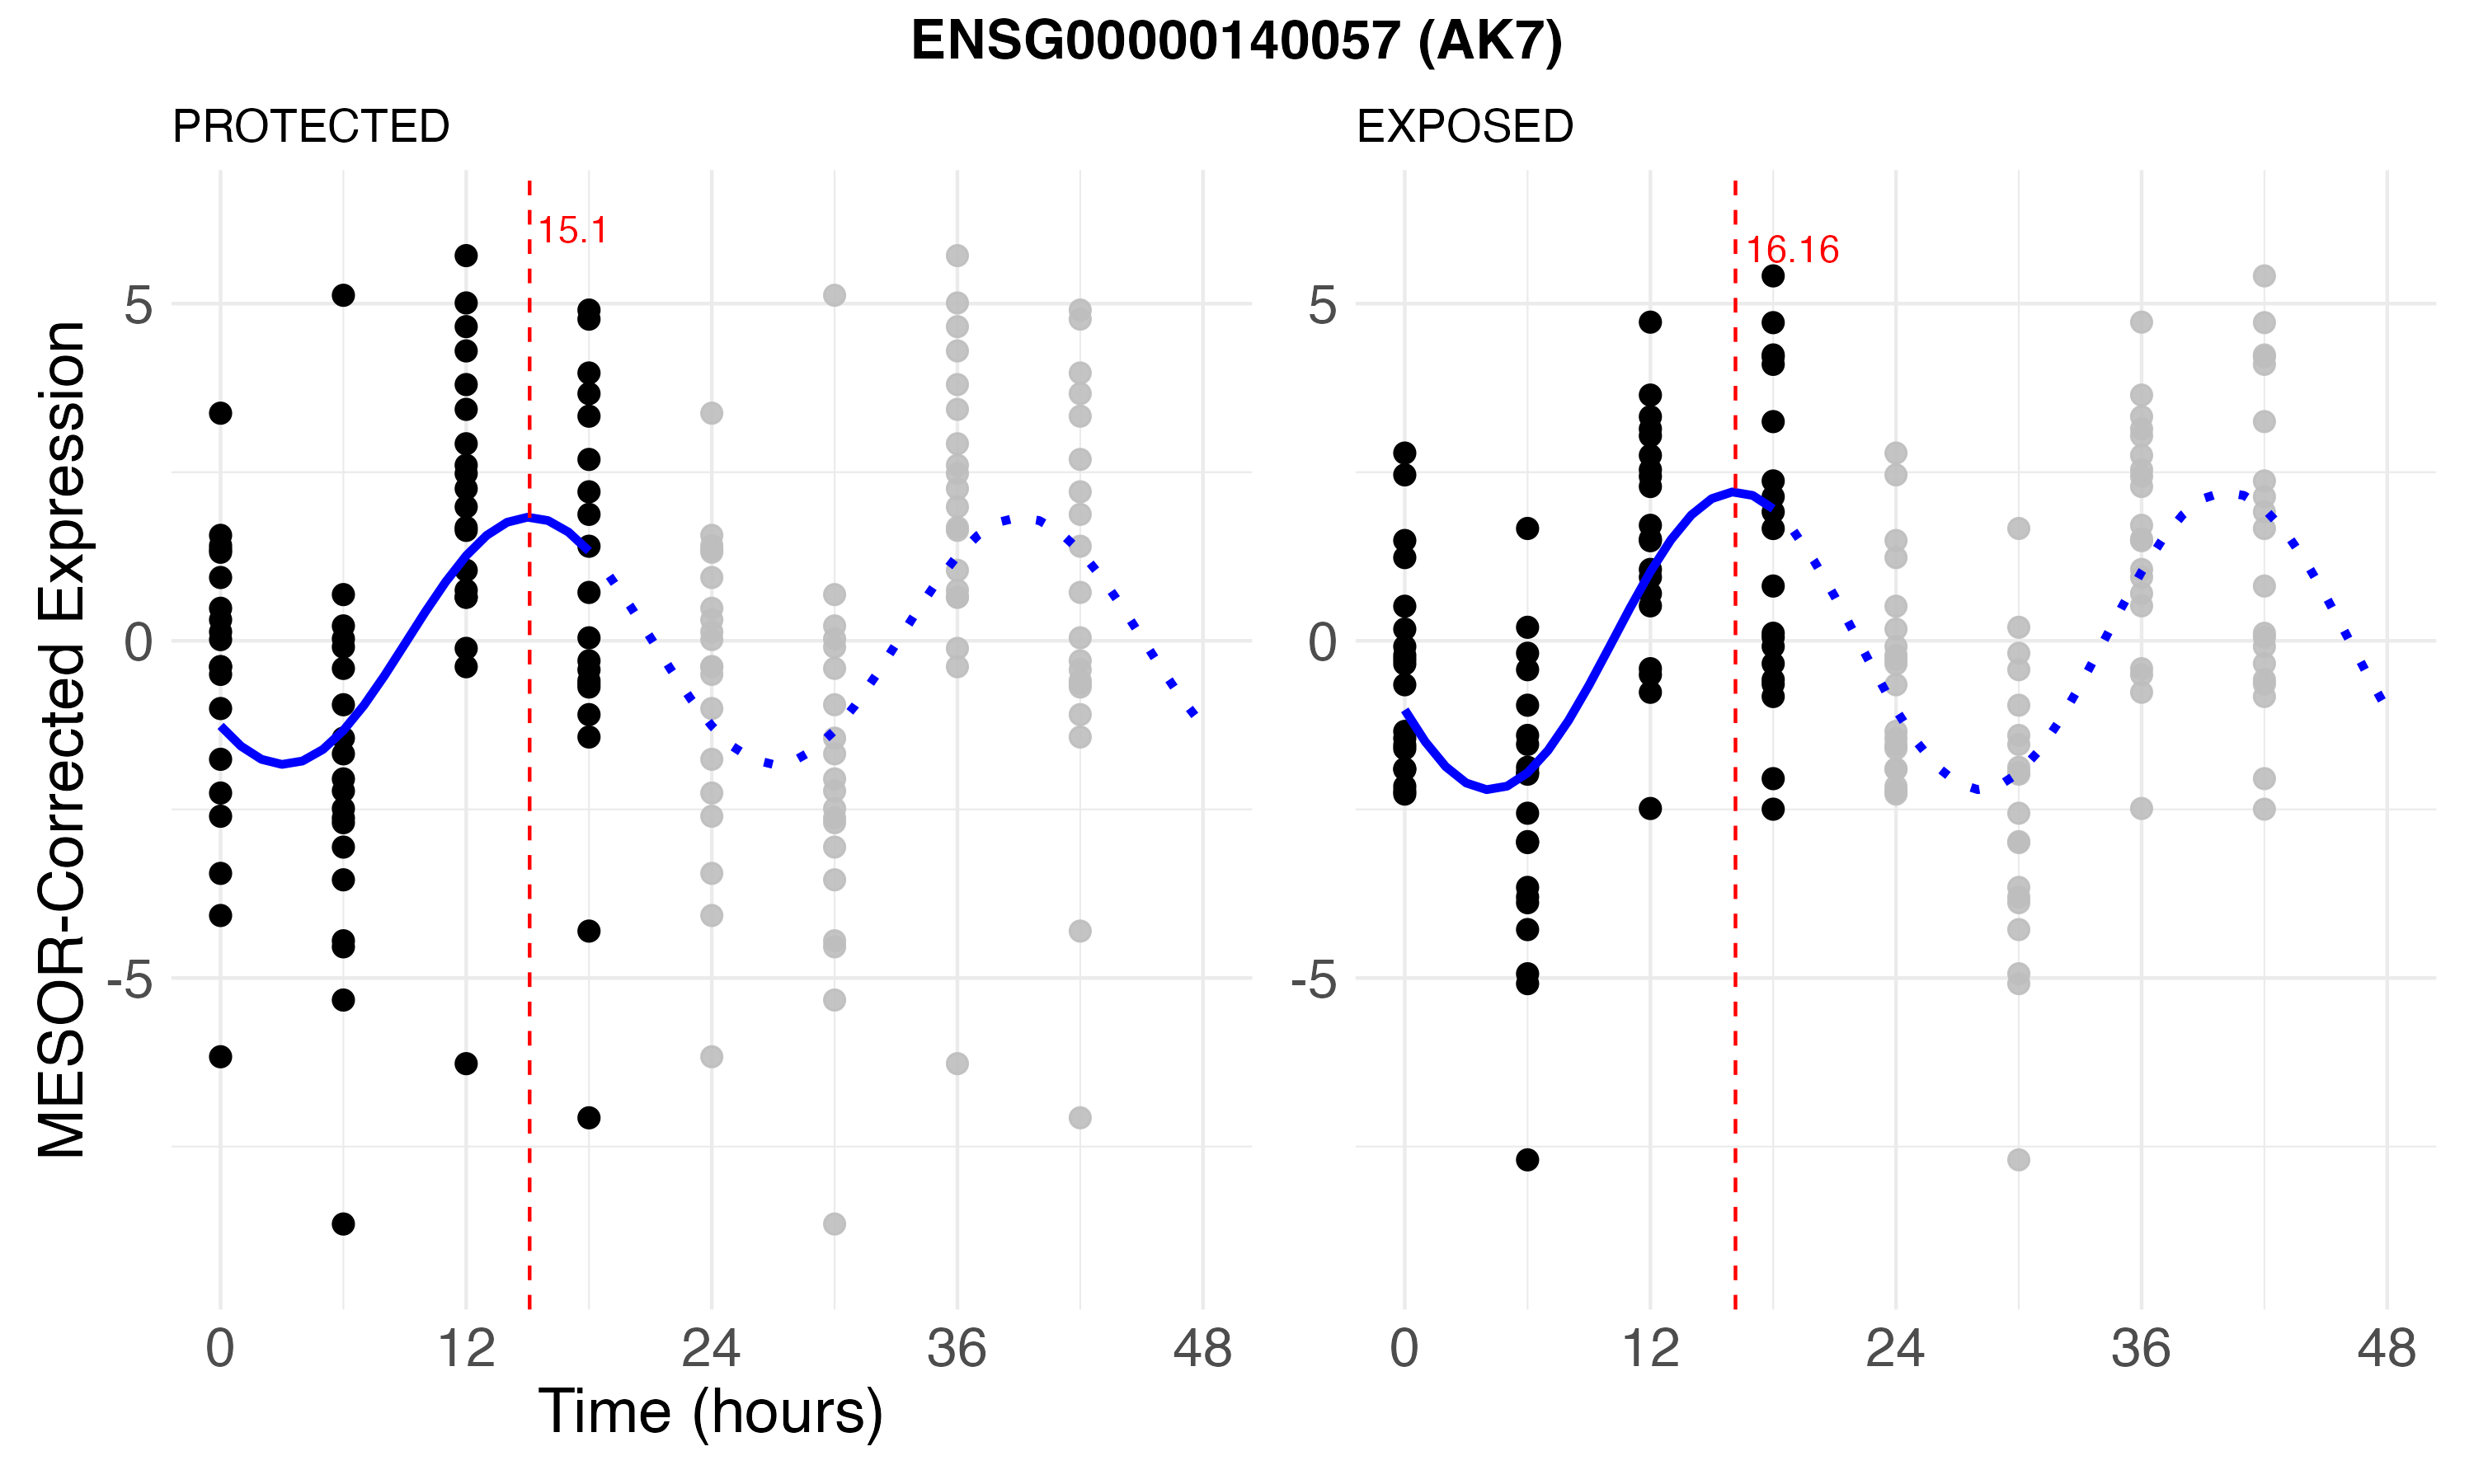 ENSG00000140057 (AK7)
PROTECTED
EXPOSED
MESOR-Corrected Expression
5
0
-5
15.1
0 12 24 36 48
5
0
-5
16.16
0 12 24 36 48
Time (hours)